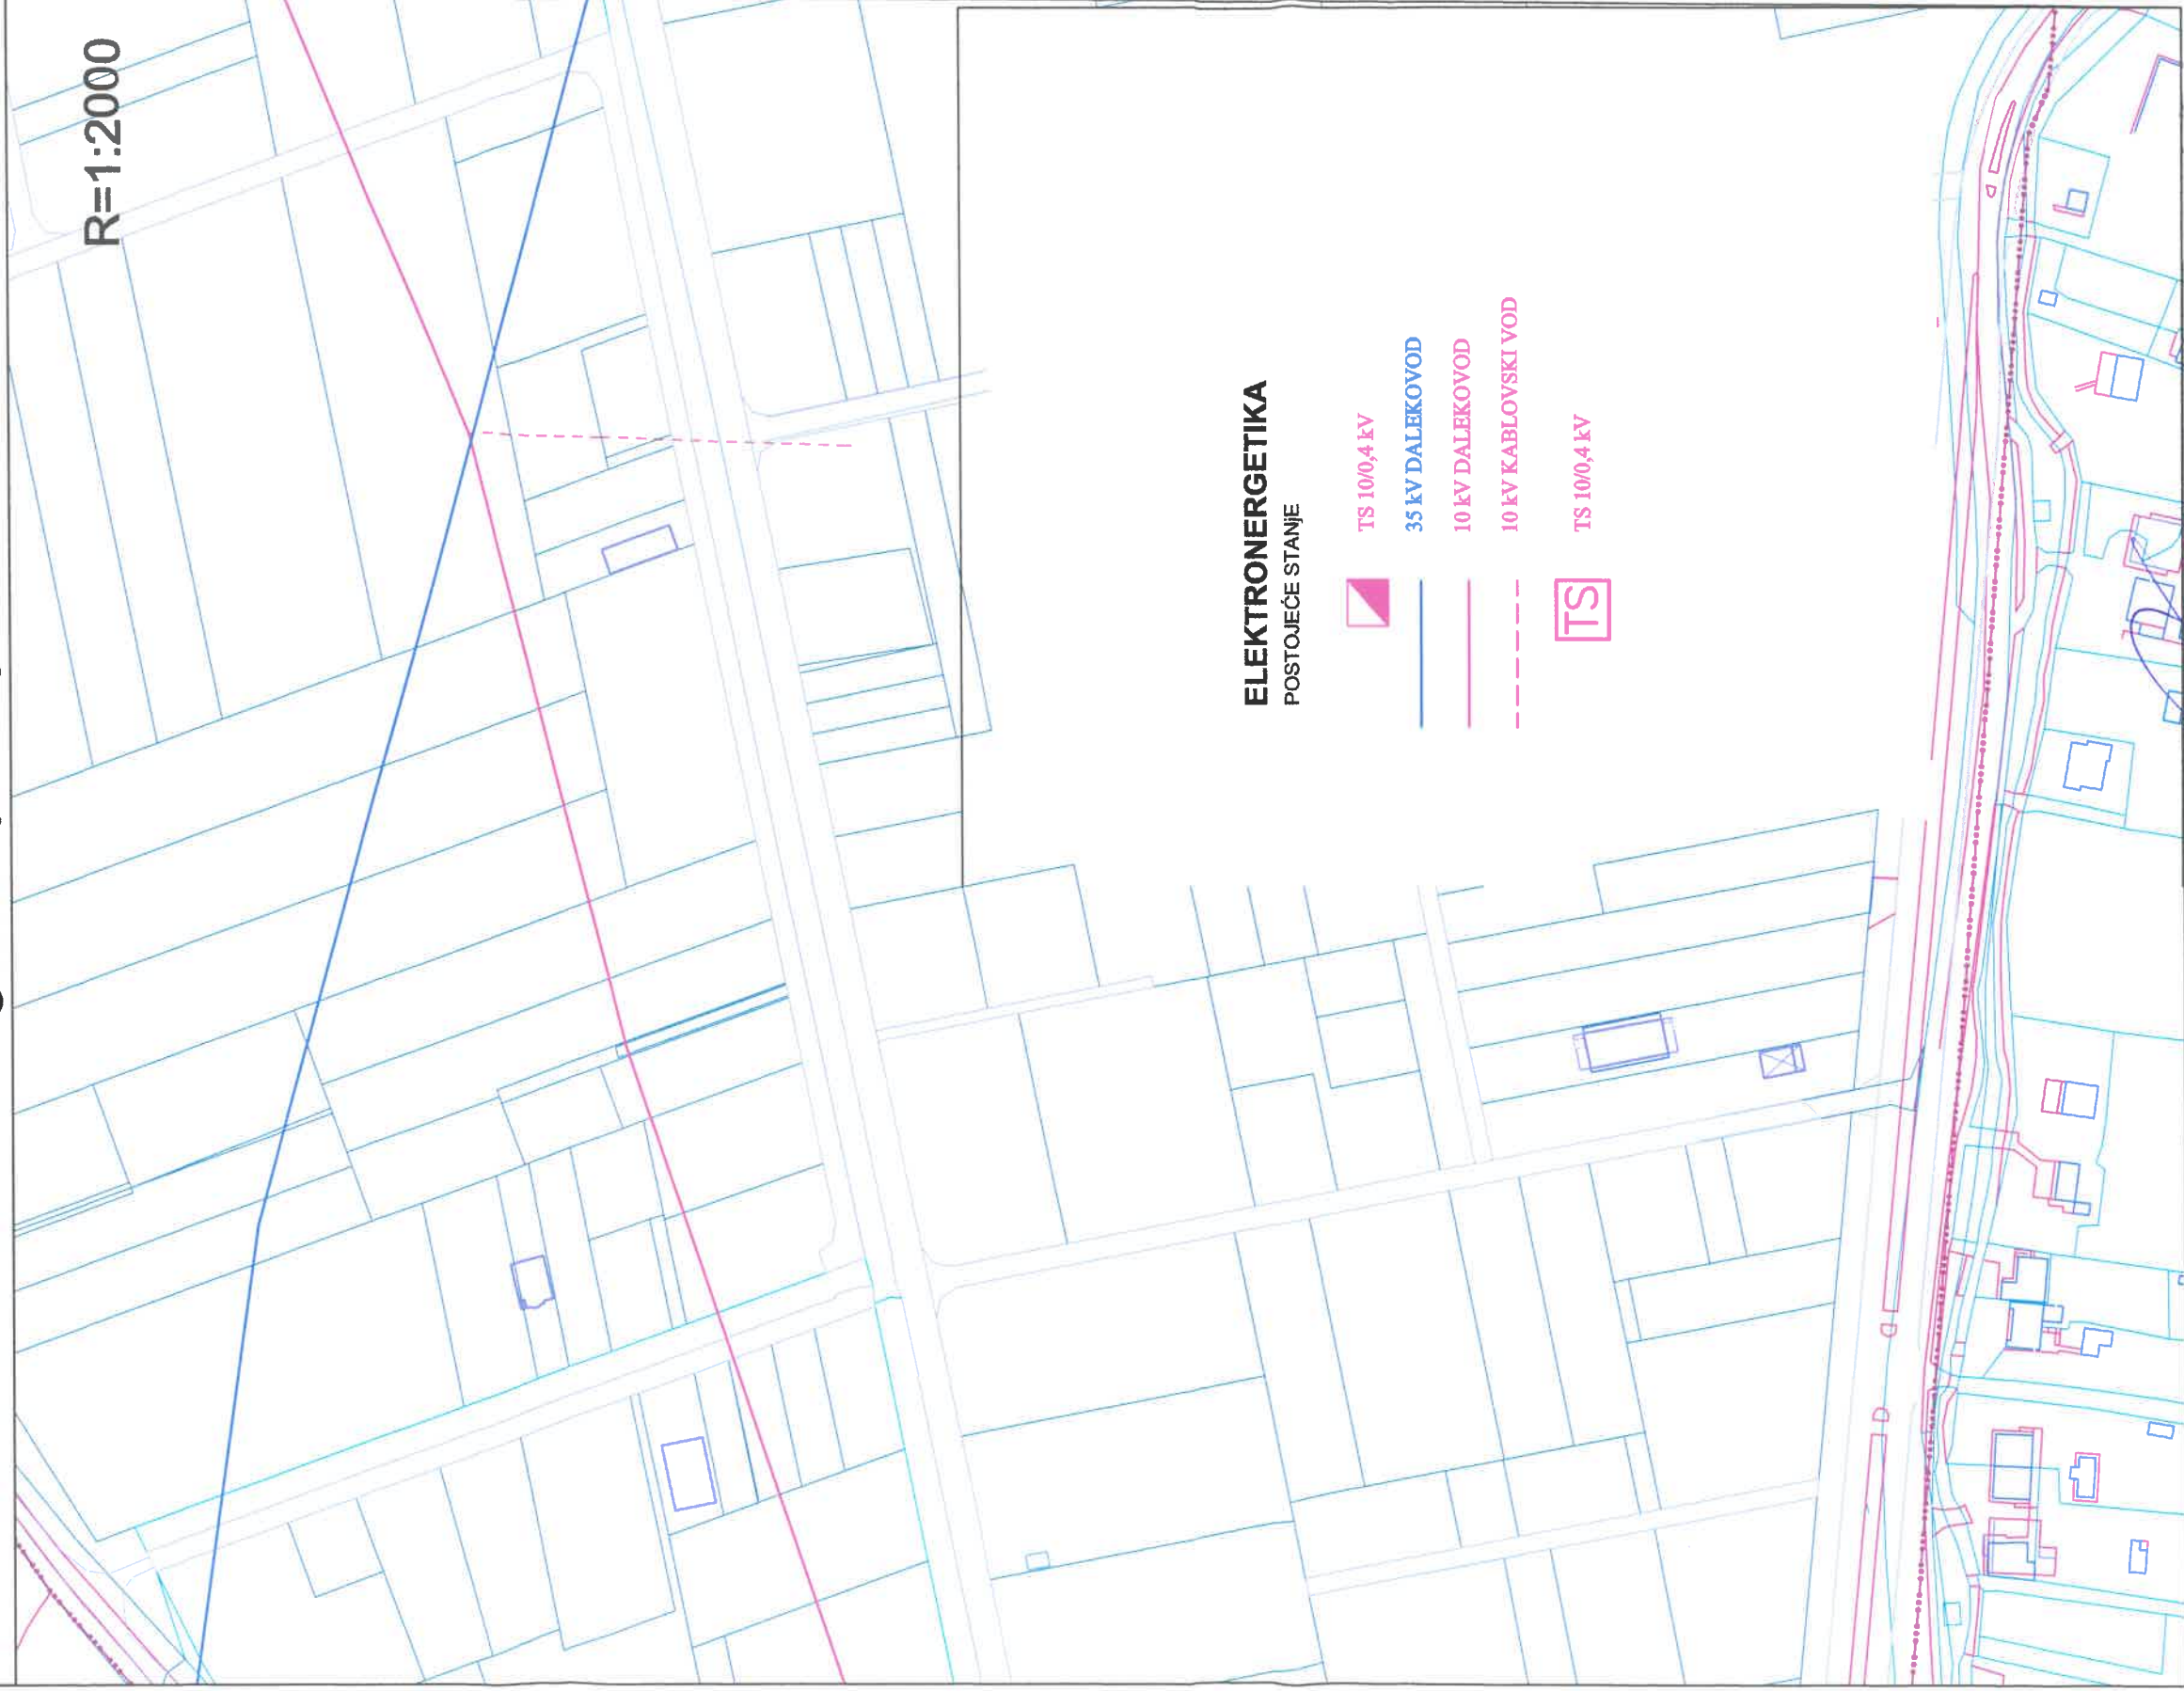 R=1:2000
ELEKTRONERGETIKA
POSTOJEĆE STANjE
TS 10/0,4 kV
35 kV DALEKOVOD
10 kV DALEKOVOD
10 kV KABLOVSKI VOD
TS
TS 10/0,4 kV